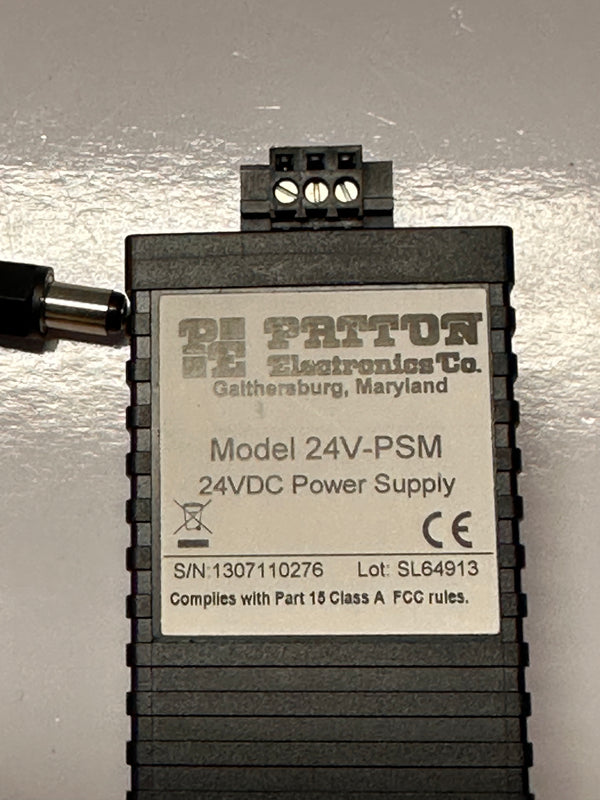 PE PATTON
Electronics Co.
Gaithersburg, Maryland
Model 24V-PSM
24VDC Power Supply
CE
S/N:1307110276 Lot: SL64913
Complies with Part 15 Class A FCC rules.